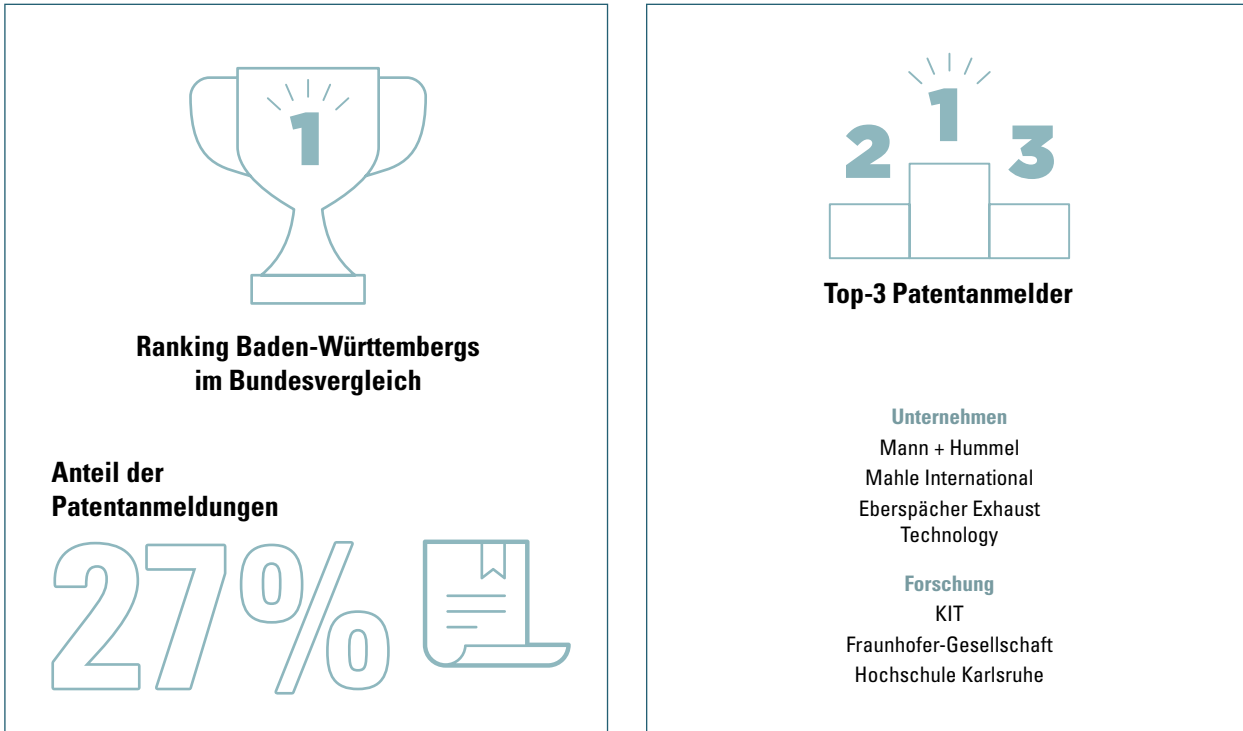 1
Ranking Baden-Württembergs
im Bundesvergleich
Anteil der
Patentanmeldungen
27%
2 1 3
Top-3 Patentanmelder
Unternehmen
Mann + Hummel
Mahle International
Eberspächer Exhaust
Technology
Forschung
KIT
Fraunhofer-Gesellschaft
Hochschule Karlsruhe